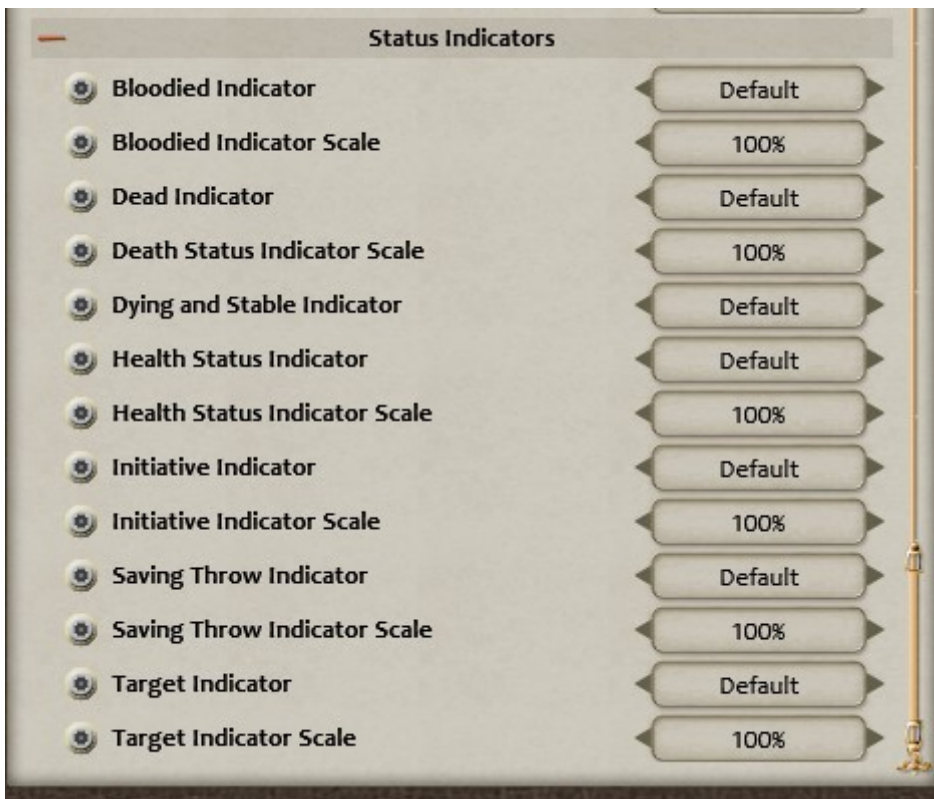 Status Indicators
Bloodied Indicator Default
Bloodied Indicator Scale 100%
Dead Indicator Default
Death Status Indicator Scale 100%
Dying and Stable Indicator Default
Health Status Indicator Default
Health Status Indicator Scale 100%
Initiative Indicator Default
Initiative Indicator Scale 100%
Saving Throw Indicator Default
Saving Throw Indicator Scale 100%
Target Indicator Default
Target Indicator Scale 100%